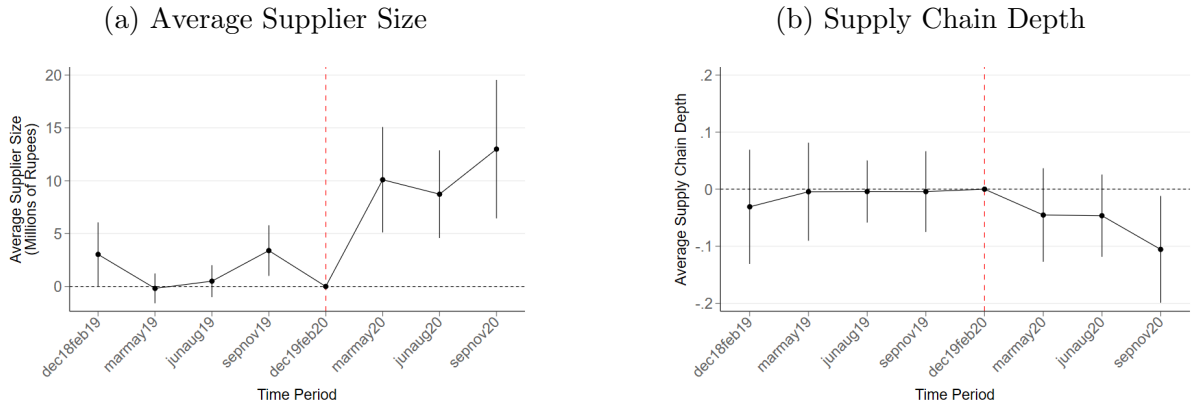 (a) Average Supplier Size
Average Supplier Size
(Millions of Rupees)
20
15
10
5
0
dec18feb19
marmay19
junaug19
sepnov19
dec19feb20
marmay20
junaug20
sepnov20
Time Period
(b) Supply Chain Depth
Average Supply Chain Depth
.2
.1
0
-.1
-.2
dec18feb19
marmay19
junaug19
sepnov19
dec19feb20
marmay20
junaug20
sepnov20
Time Period